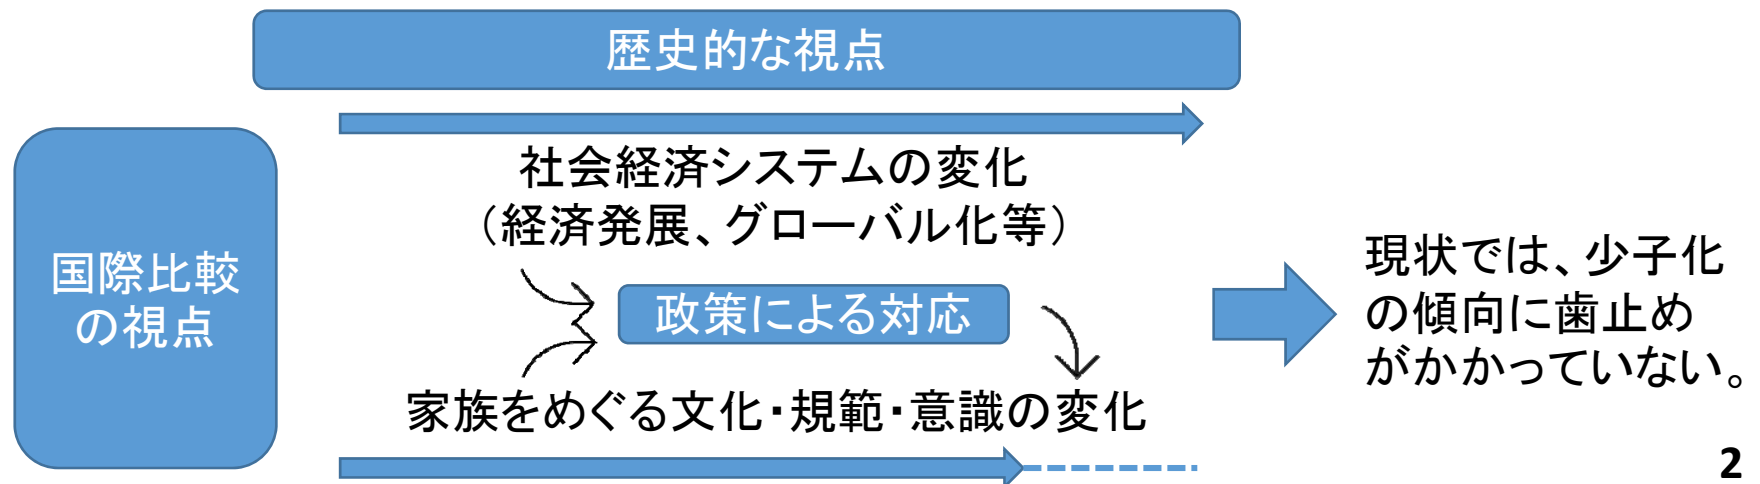 歴史的な視点
国際比較
の視点
社会経済システムの変化
（経済発展、グローバル化等）
政策による対応
家族をめぐる文化・規範・意識の変化
現状では、少子化
の傾向に歯止め
がかかっていない。
2